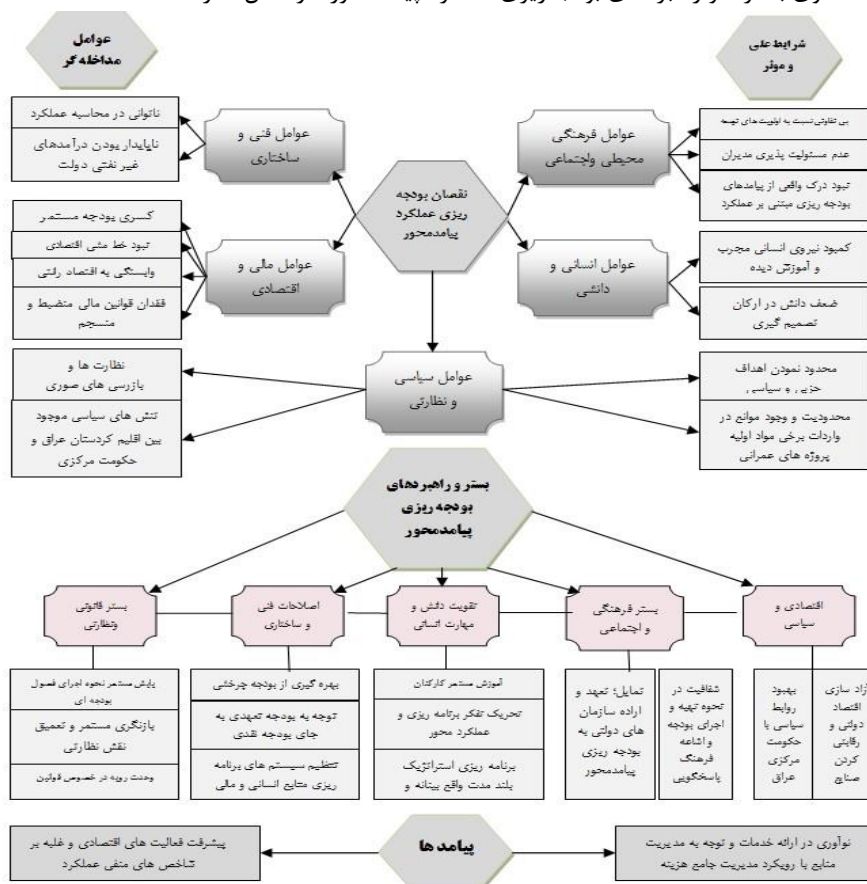 شرایط علی
و موثر
عوامل
مداخله گر
عوامل فرهنگی
محیطی واجتماعی
بی تفاوتی نسبت به اولویت های توسعه
عدم مسئولیت پذیری مدیران
نبود درک واقعی از پیامدهای
بودجه ریزی مبتنی بر عملکرد
عوامل فنی و
ساختاری
ناتوانی در محاسبه عملکرد
ناپایدار بودن درآمدهای
غیر نفتی دولت
نقصان بودجه
ریزی عملکرد
پیامدمحور
عوامل انسانی و
دانشی
کمبود نیروی انسانی مجرب
و آموزش دیده
ضعف دانش در ارکان
تصمیم گیری
عوامل مالی و
اقتصادی
کسری بودجه مستمر
نبود خط مشی اقتصادی
وابستگی به اقتصاد رانتی
فقدان قوانین مالی منضبط و
منسجم
عوامل سیاسی
و نظارتی
محدود نمودن اهداف
حزبی و سیاسی
محدودیت و وجود موانع در
واردات برخی مواد اولیه
پروژه های عمرانی
نظارت ها و
بازرسی های صوری
تنش های سیاسی موجود
بین اقلیم کردستان عراق و
حکومت مرکزی
بستر و راهبردهای
بودجه ریزی
پیامدمحور
اقتصادی و
سیاسی
بستر فرهنگی
و اجتماعی
تقویت دانش و
مهارت انسانی
اصلاحات فنی
و ساختاری
بستر قانونی
ونظارتی
آزاد سازی
اقتصاد
دولتی و
رقابتی
کردن
صنایع
بهبود
روابط
سیاسی با
حکومت
مرکزی
عراق
شفافیت در
نحوه تهیه و
اجرای بودجه
و اشاعه
فرهنگ
پاسخگویی
تمایل؛ تعهد و
اراده سازمان
های دولتی به
بودجه ریزی
پیامدمحور
آموزش مستمر کارکنان
تحریک تفکر برنامه ریزی و
عملکرد محور
برنامه ریزی استراتژیک
بلند مدت واقع بینانه و
بهره گیری از بودجه چرخشی
توجه به بودجه تعهدی به
جای بودجه نقدی
تنظیم سیستم های برنامه
ریزی منابع انسانی و مالی
پایش مستمر نحوه اجرای فصول
بودجه ای
بازنگری مستمر و تعمیق
نقش نظارتی
وحدت رویه در خصوص قوانین
پیامد ها
نوآوری در ارائه خدمات و توجه به مدیریت
منابع با رویکرد مدیریت جامع هزینه
پیشرفت فعالیت های اقتصادی و غلبه بر
شاخص های منفی عملکرد